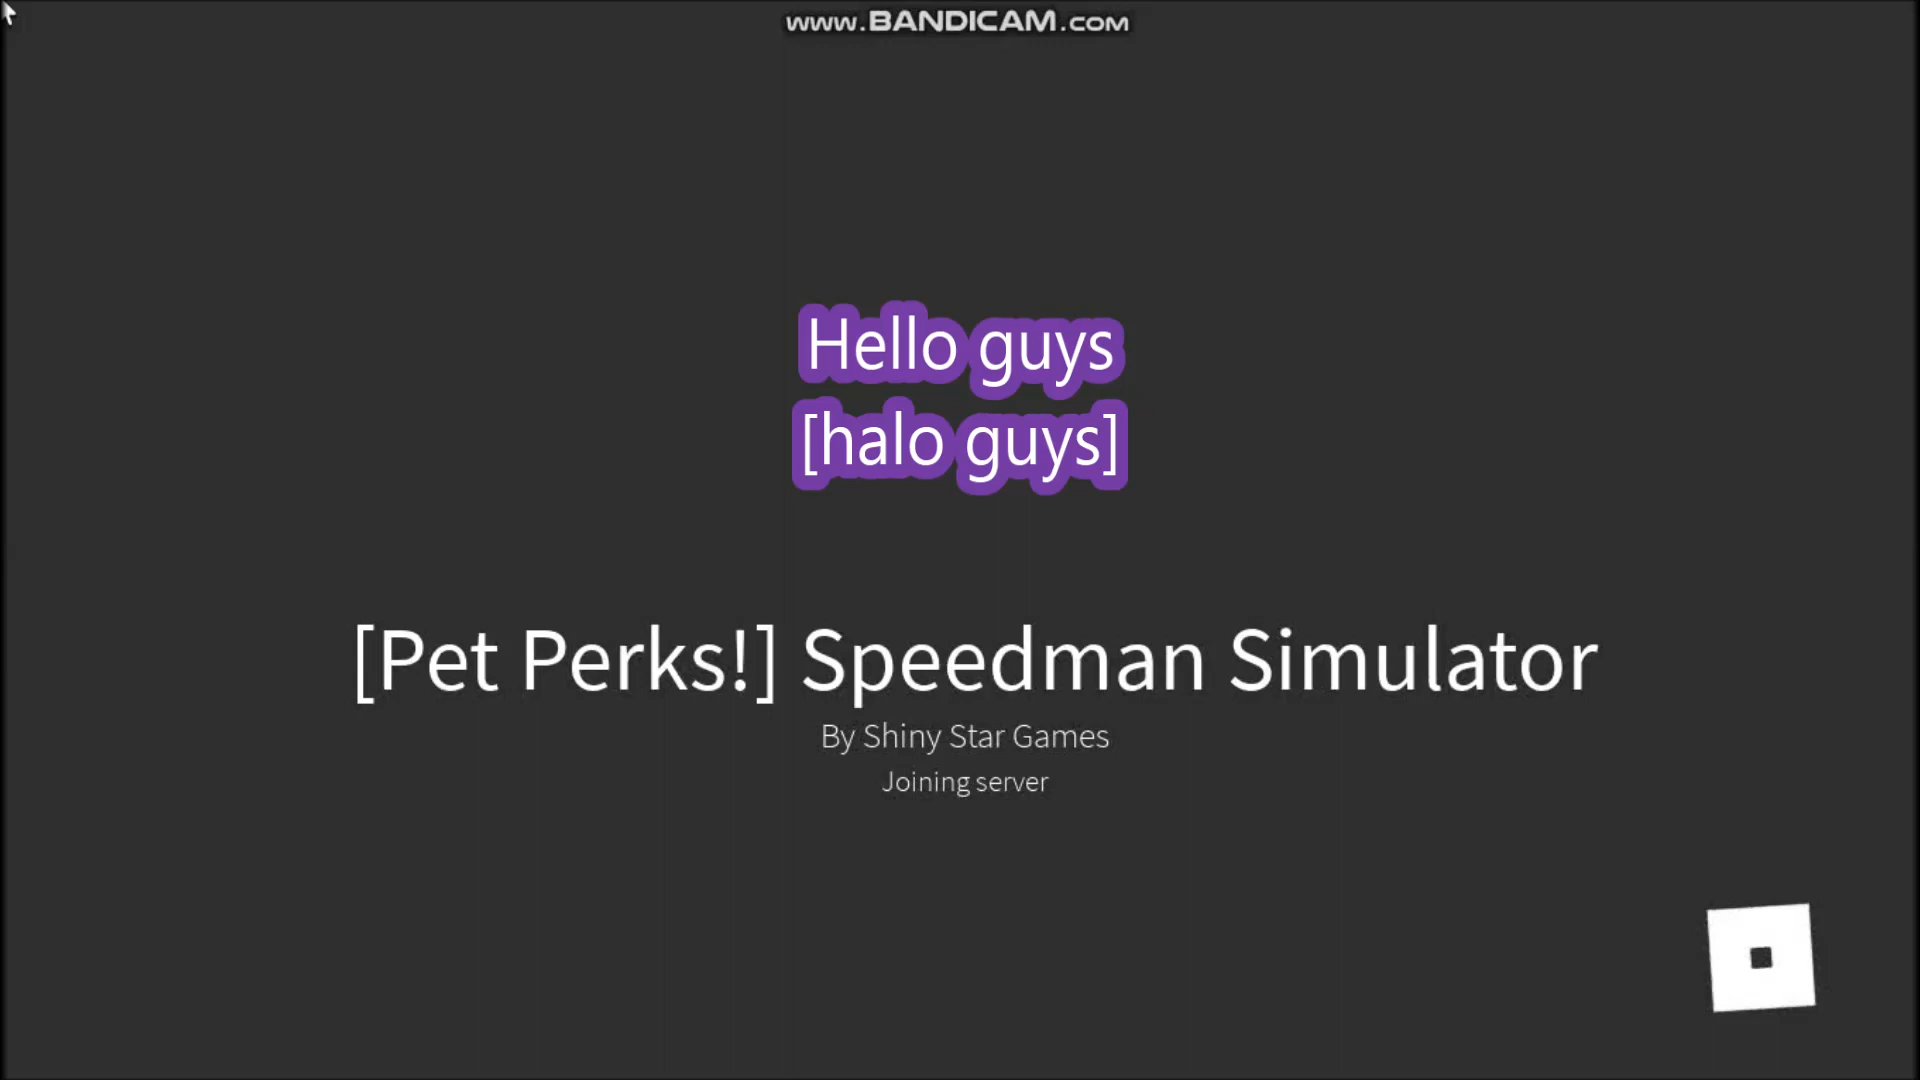 www.BANDICAM.com
Hello guys
[halo guys]
[Pet Perks!] Speedman Simulator
By Shiny Star Games
Joining server